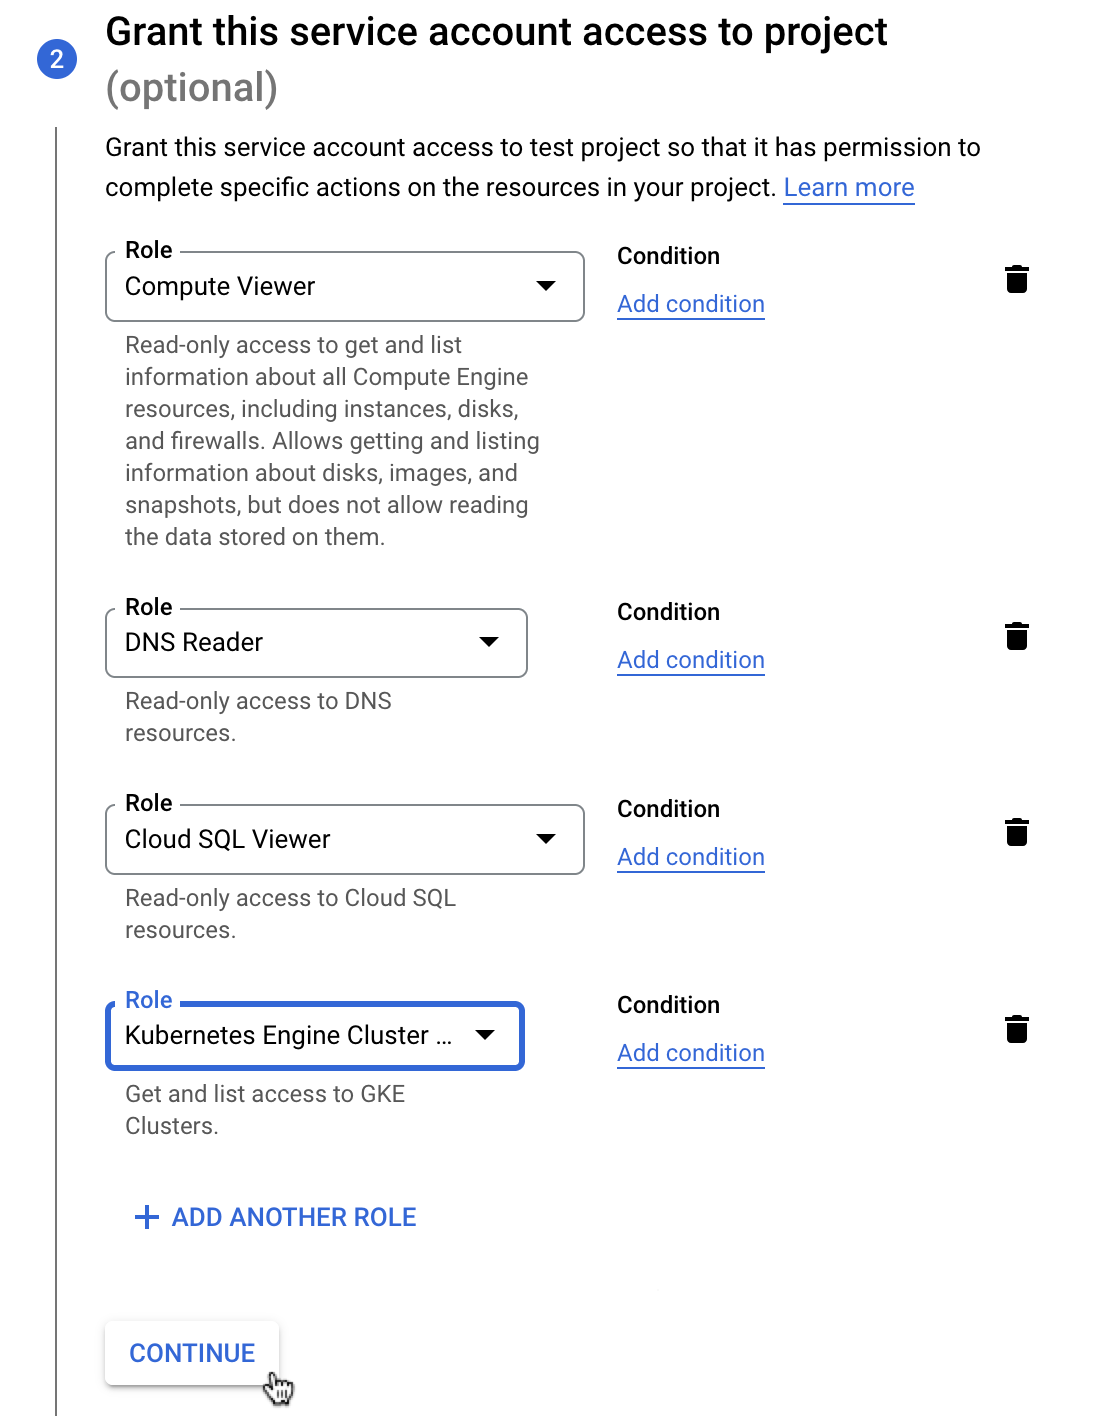 2
Grant this service account access to project
(optional)
Grant this service account access to test project so that it has permission to
complete specific actions on the resources in your project. Learn more
Role
Compute Viewer
Condition
Add condition
Read-only access to get and list
information about all Compute Engine
resources, including instances, disks,
and firewalls. Allows getting and listing
information about disks, images, and
snapshots, but does not allow reading
the data stored on them.
Role
DNS Reader
Condition
Add condition
Read-only access to DNS
resources.
Role
Cloud SQL Viewer
Condition
Add condition
Read-only access to Cloud SQL
resources.
Role
Kubernetes Engine Cluster ...
Condition
Add condition
Get and list access to GKE
Clusters.
ADD ANOTHER ROLE
CONTINUE